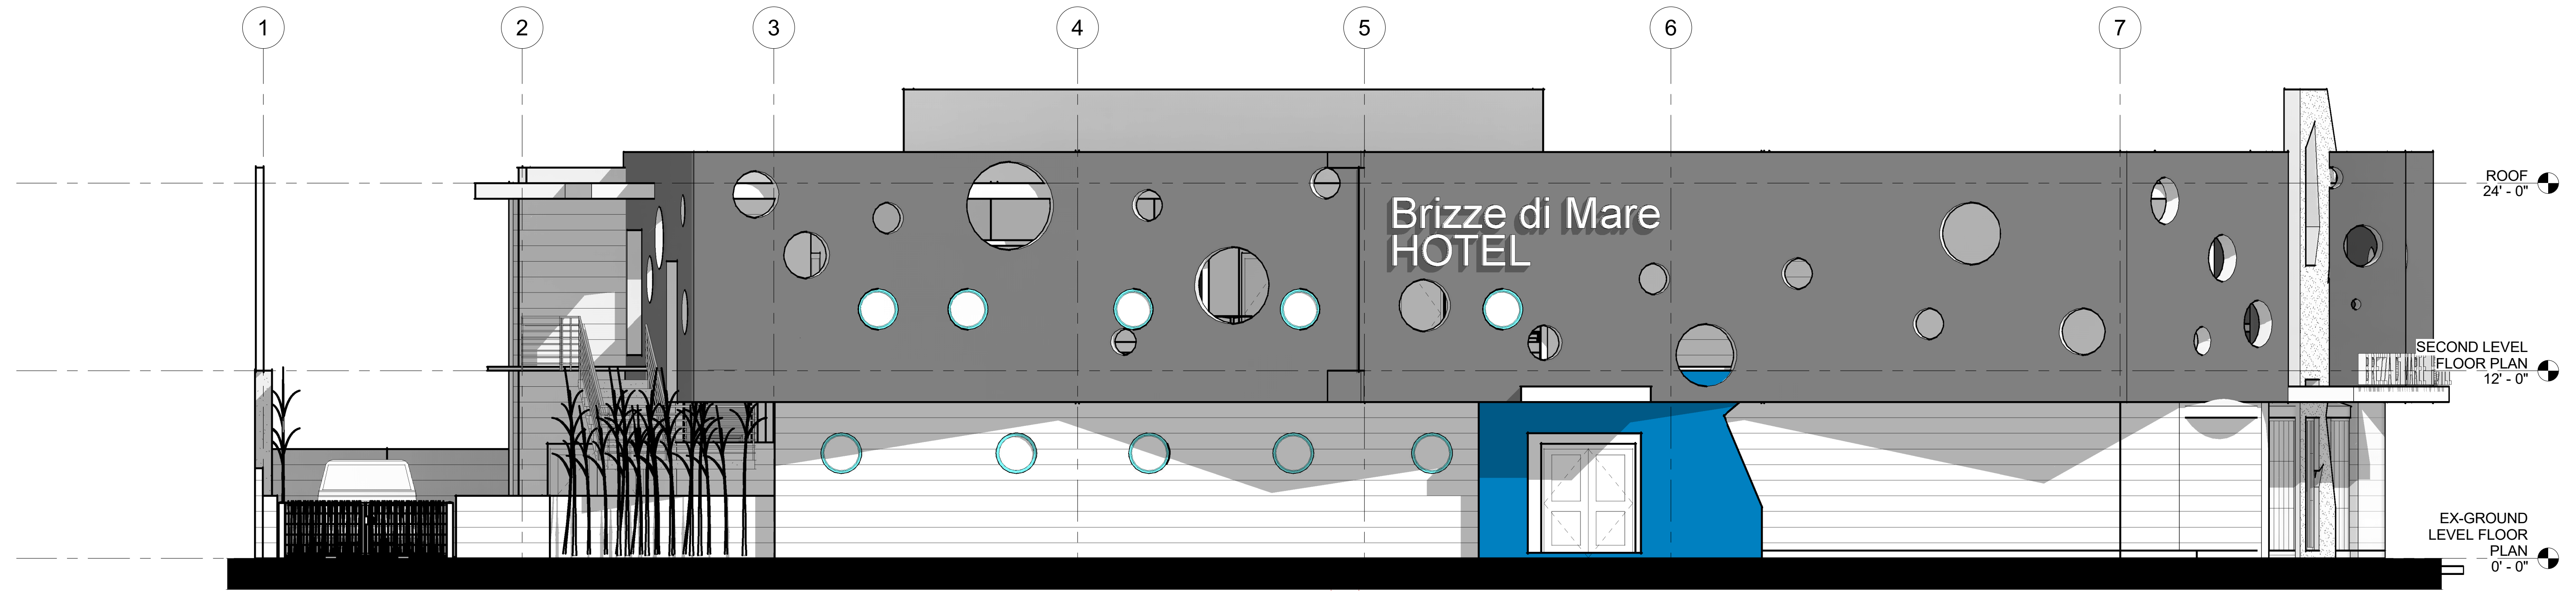 1 2 3 4 5 6 7
ROOF
24' - 0"
Brizze di Mare
HOTEL
SECOND LEVEL
FLOOR PLAN
12' - 0"
EX-GROUND
LEVEL FLOOR
PLAN
0' - 0"